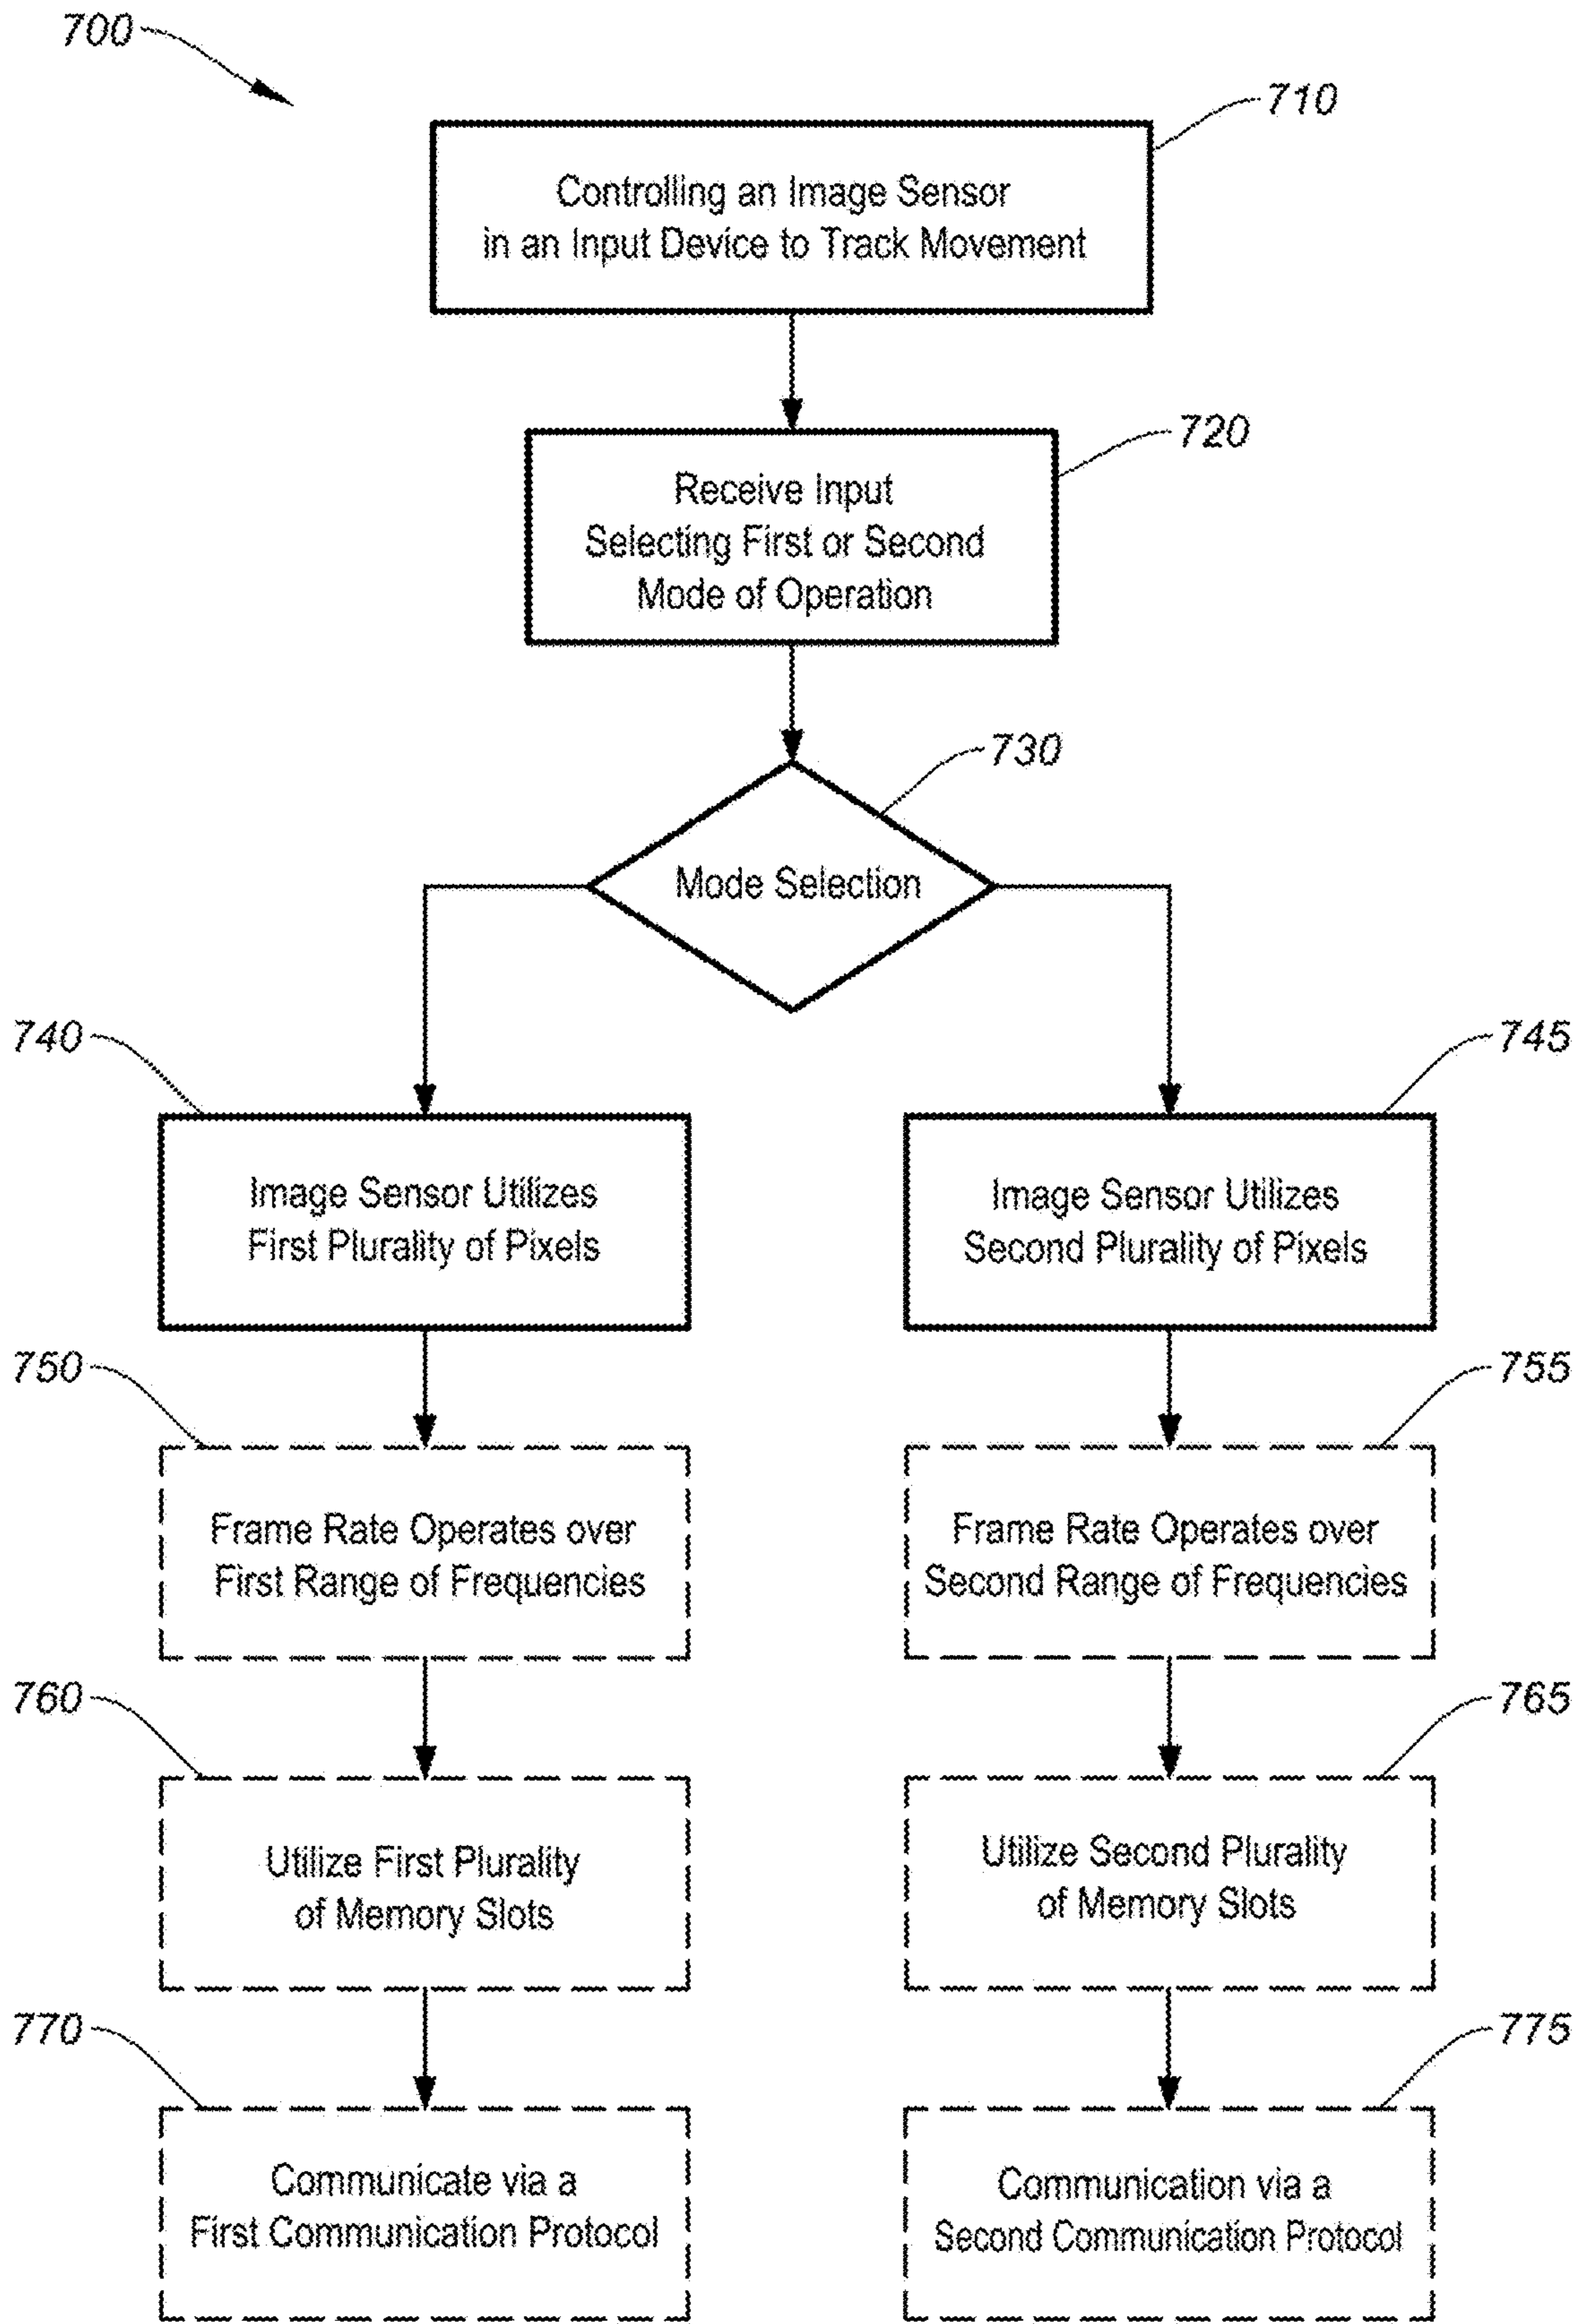 700
710
Controlling an Image Sensor
in an Input Device to Track Movement
720
Receive Input
Selecting First or Second
Mode of Operation
730
Mode Selection
740
745
Image Sensor Utilizes
First Plurality of Pixels
Image Sensor Utilizes
Second Plurality of Pixels
750
755
Frame Rate Operates over
First Range of Frequencies
Frame Rate Operates over
Second Range of Frequencies
760
765
Utilize First Plurality
of Memory Slots
Utilize Second Plurality
of Memory Slots
770
775
Communicate via a
First Communication Protocol
Communication via a
Second Communication Protocol